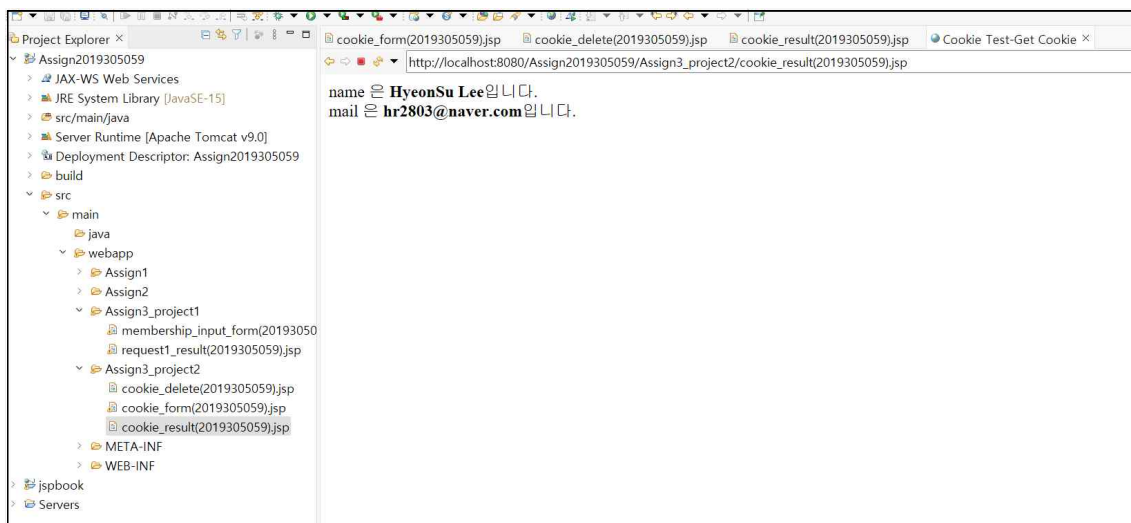 Project Explorer
cookie_form(2019305059).jsp
cookie_delete(2019305059).jsp
cookie_result(2019305059).jsp
Cookie Test-Get Cookie
http://localhost:8080/Assign2019305059/Assign3_project2/cookie_result(2019305059).jsp
Assign2019305059
JAX-WS Web Services
JRE System Library [JavaSE-15]
src/main/java
Server Runtime [Apache Tomcat v9.0]
Deployment Descriptor: Assign2019305059
build
src
main
java
webapp
Assign1
Assign2
Assign3_project1
membership_input_form(20193050
request1_result(2019305059).jsp
Assign3_project2
cookie_delete(2019305059).jsp
cookie_form(2019305059).jsp
cookie_result(2019305059).jsp
META-INF
WEB-INF
jspbook
Servers
name 은 HyeonSu Lee입니다.
mail 은 hr2803@naver.com입니다.